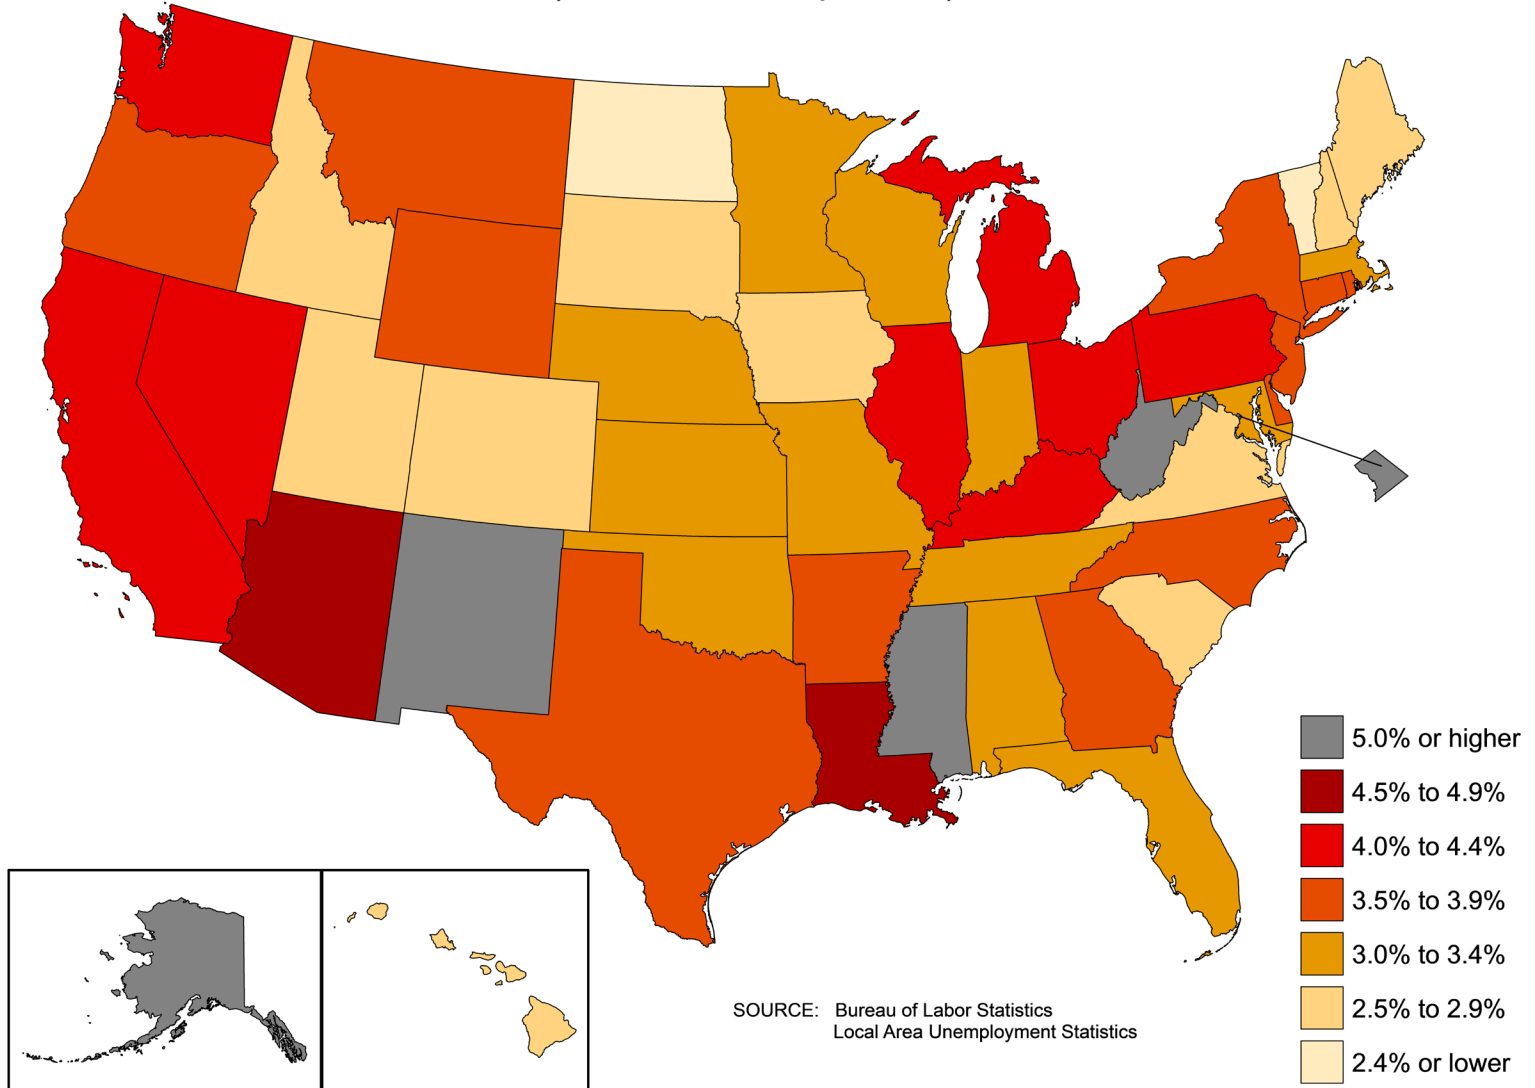 5.0% or higher
4.5% to 4.9%
4.0% to 4.4%
3.5% to 3.9%
3.0% to 3.4%
2.5% to 2.9%
2.4% or lower
SOURCE: Bureau of Labor Statistics
Local Area Unemployment Statistics